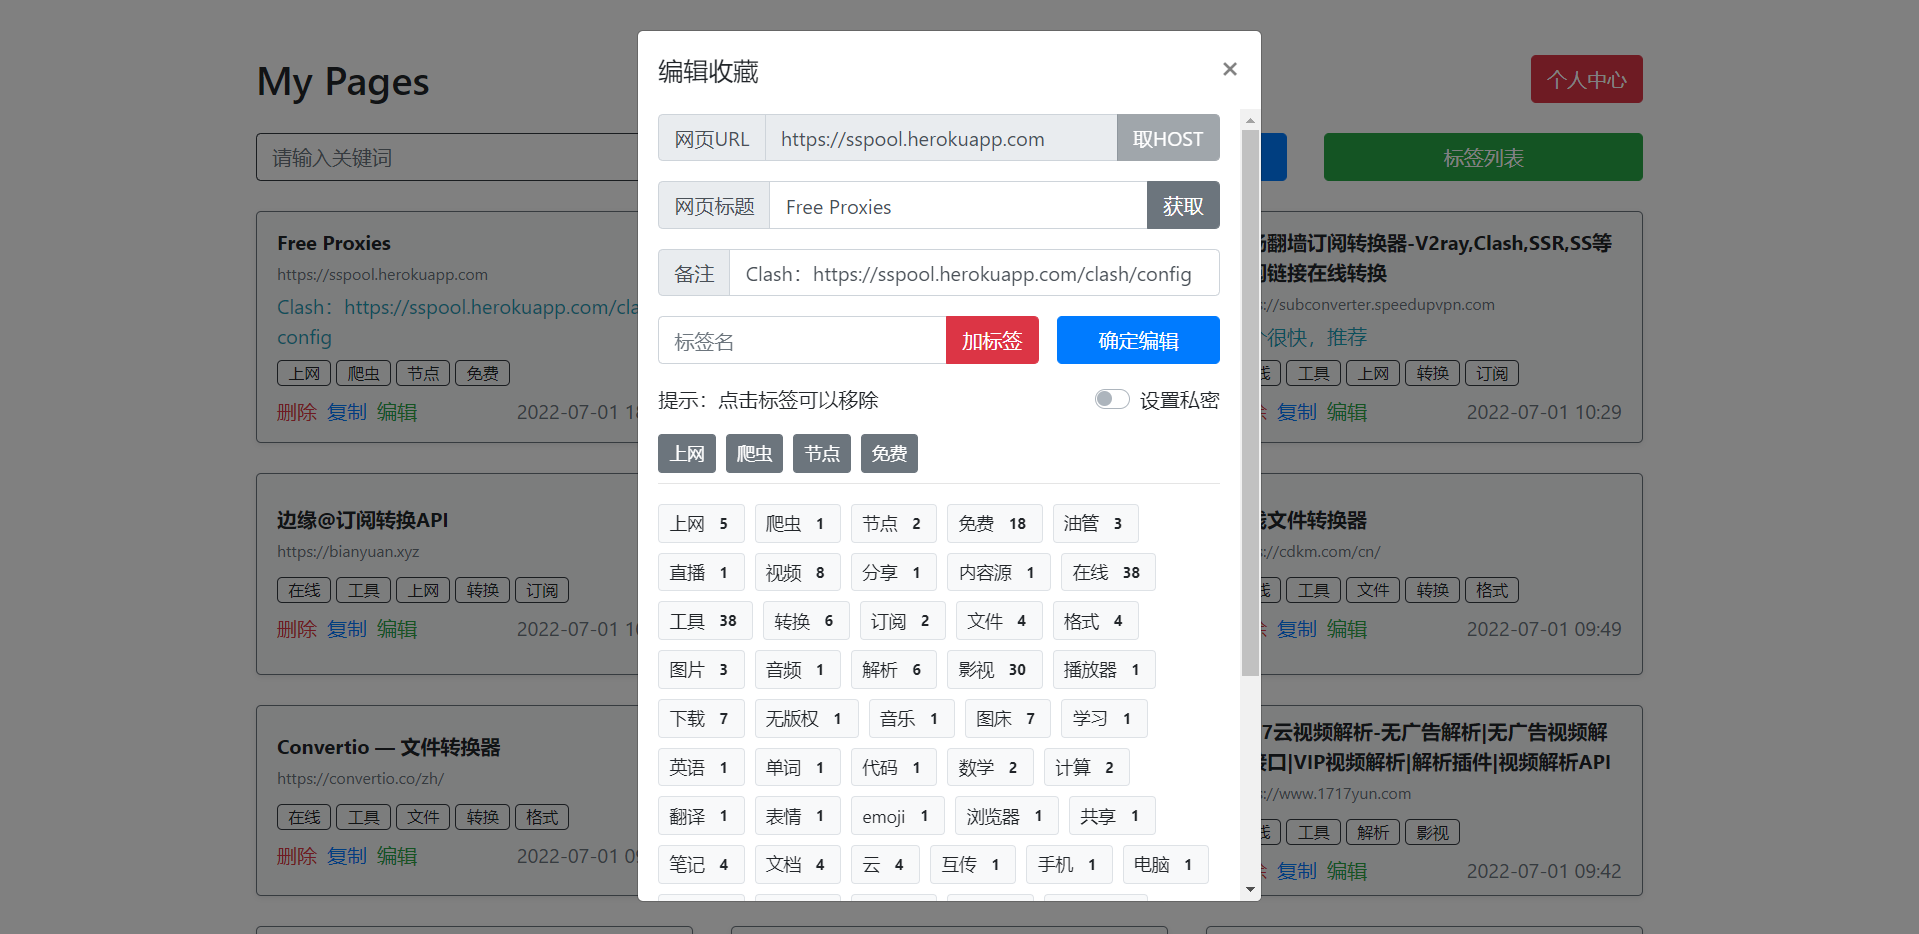 My Pages
个人中心
请输入关键词
标签列表
Free Proxies
https://sspool.herokuapp.com
Clash：https://sspool.herokuapp.com/cla
config
上网 爬虫 节点 免费
删除 复制 编辑 2022-07-01 18
边缘@订阅转换API
https://bianyuan.xyz
在线 工具 上网 转换 订阅
删除 复制 编辑 2022-07-01
Convertio — 文件转换器
https://convertio.co/zh/
在线 工具 文件 转换 格式
删除 复制 编辑 2022-07-01 09
编辑收藏
×
网页URL https://sspool.herokuapp.com 取HOST
网页标题 Free Proxies 获取
备注 Clash：https://sspool.herokuapp.com/clash/config
标签名 加标签 确定编辑
提示：点击标签可以移除 设置私密
上网 爬虫 节点 免费
上网 5 爬虫 1 节点 2 免费 18 油管 3
直播 1 视频 8 分享 1 内容源 1 在线 38
工具 38 转换 6 订阅 2 文件 4 格式 4
图片 3 音频 1 解析 6 影视 30 播放器 1
下载 7 无版权 1 音乐 1 图床 7 学习 1
英语 1 单词 1 代码 1 数学 2 计算 2
翻译 1 表情 1 emoji 1 浏览器 1 共享 1
笔记 4 文档 4 云 4 互传 1 手机 1 电脑 1
翻墙订阅转换器-V2ray,Clash,SSR,SS等
链接在线转换
://subconverter.speedupvpn.com
很快，推荐
线 工具 上网 转换 订阅
复制 编辑 2022-07-01 10:29
文件转换器
://cdkm.com/cn/
线 工具 文件 转换 格式
复制 编辑 2022-07-01 09:49
7云视频解析-无广告解析|无广告视频解
接口|VIP视频解析|解析插件|视频解析API
://www.1717yun.com
线 工具 解析 影视
复制 编辑 2022-07-01 09:42